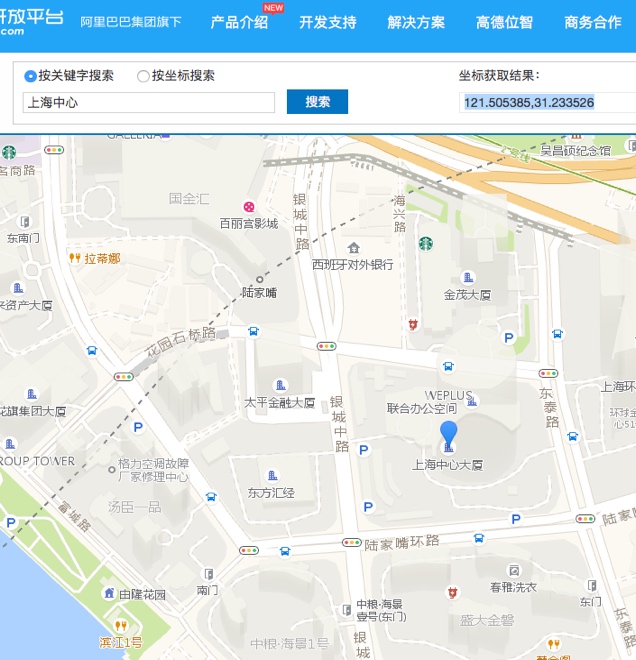 开放平台
.com
阿里巴巴集团旗下
产品介绍
NEW
开发支持
解决方案
高德位智
商务合作
按关键字搜索
按坐标搜索
坐标获取结果：
上海中心
搜索
121.505385,31.233526
GALLERIA
吴昌硕纪念馆
名商路
国金汇
银城中路
海兴路
百丽宫影城
东南门
拉蒂娜
西班牙对外银行
陆家嘴
金茂大厦
来资产大厦
P
花园石桥路
上海环
WEPLUS
联合办公空间
东泰路
太平金融大厦
花旗集团大厦
银城中路
环球金
心51
P
P
上海中心大厦
ROUP TOWER
格力空调故障
厂家修理中心
东方汇经
汤臣一品
P
富城路
P
P
陆家嘴环路
陆家嘴
南门
春雅洗衣
由隆花园
东门
中粮·海景
壹号(东门)
盛大金磐
东泰路
滨江1号
中粮·海景1号
银城